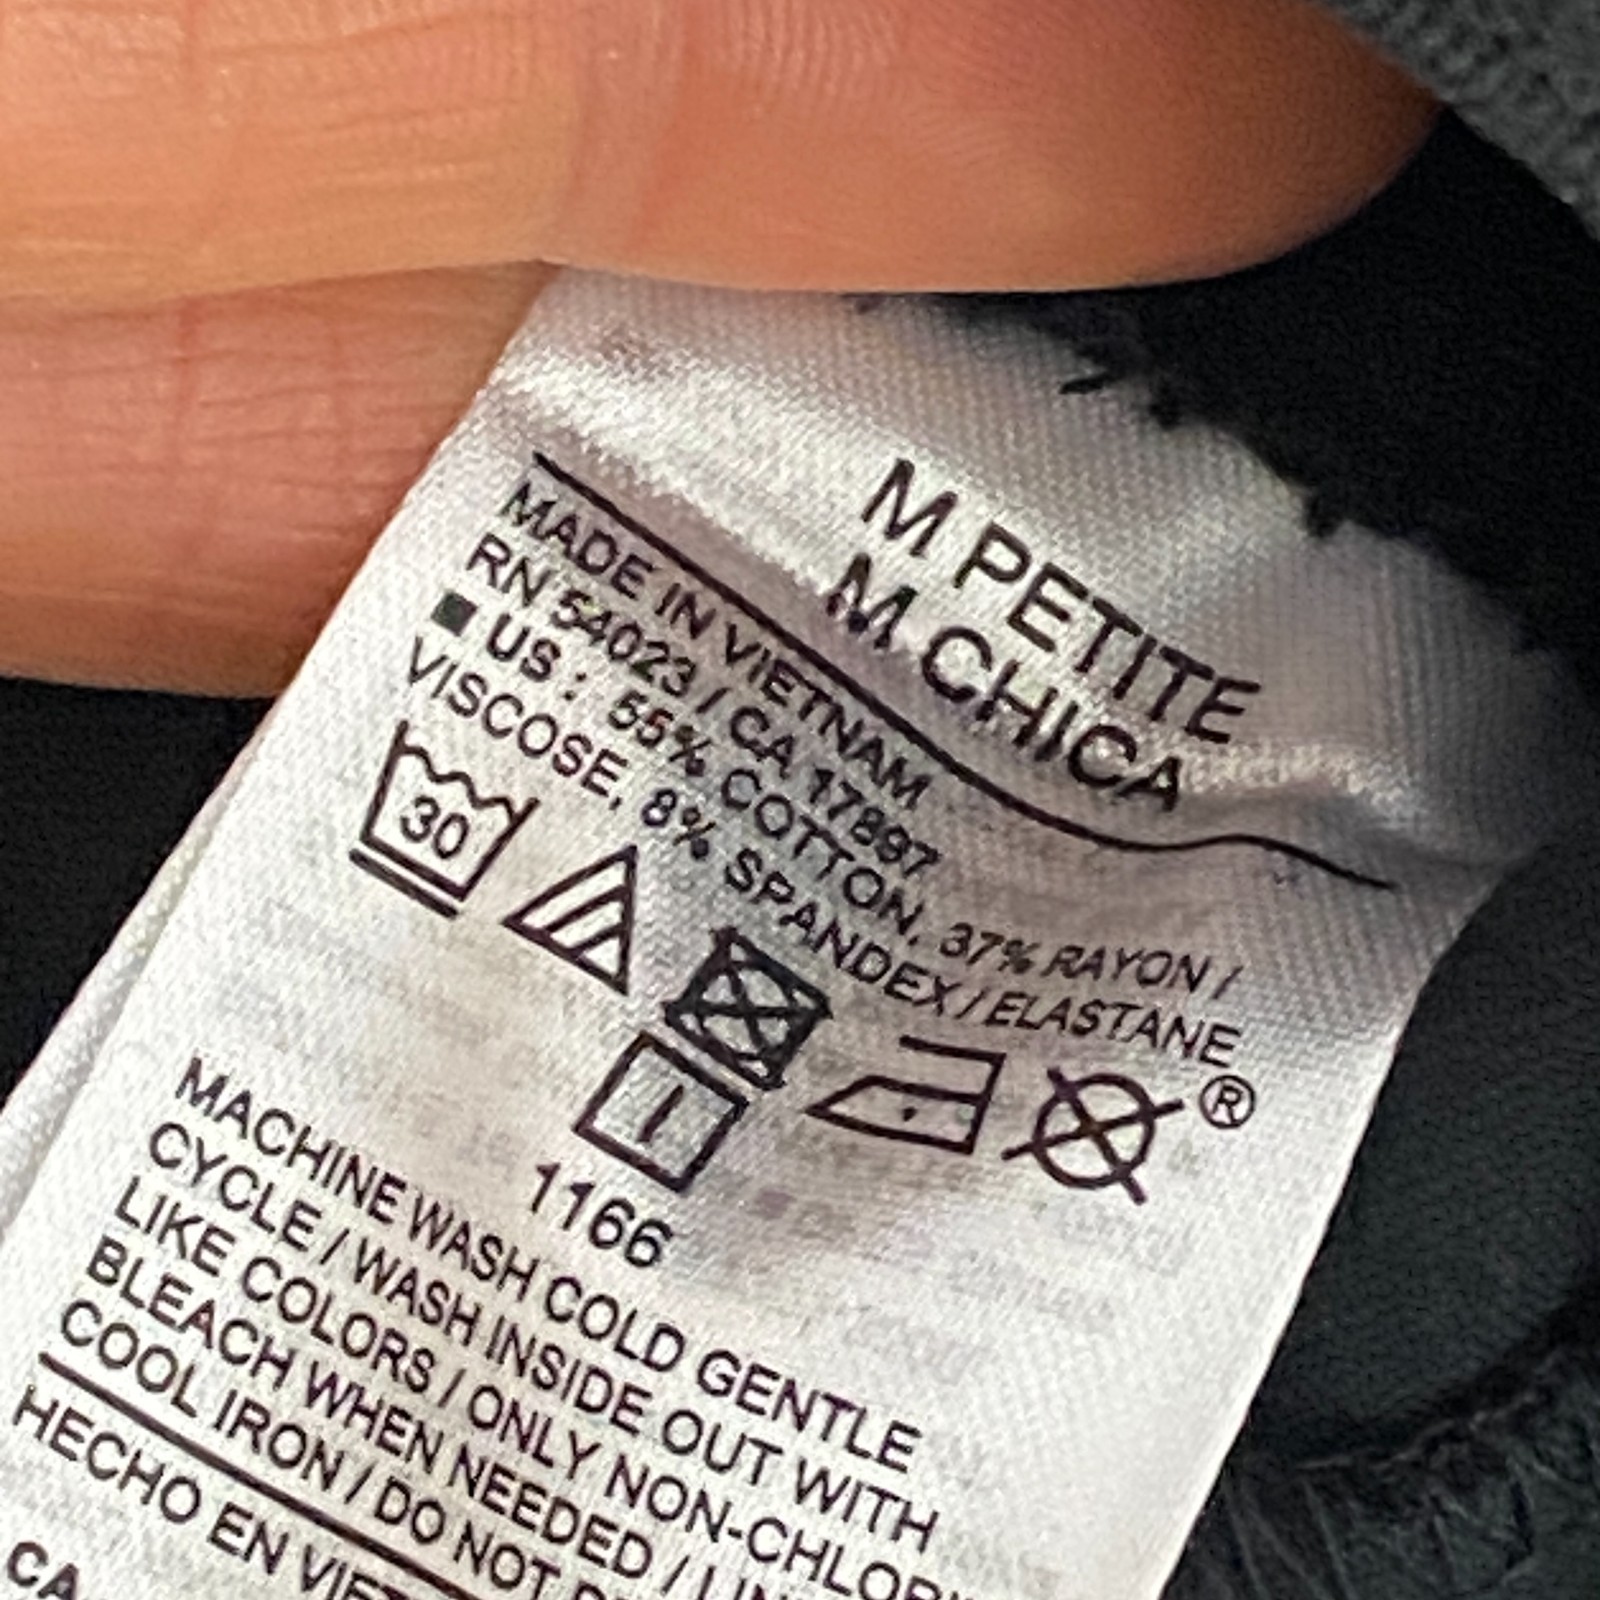 M PETITE
M CHICA
MADE IN VIETNAM
RN 54023 / CA 17897
■ US : 55% COTTON, 37% RAYON /
VISCOSE, 8% SPANDEX / ELASTANE
30
®
1166
MACHINE WASH COLD GENTLE
CYCLE / WASH INSIDE OUT WITH
LIKE COLORS / ONLY NON-CHLORI
BLEACH WHEN NEEDED /
COOL IRON / DO NOT
HECHO EN VIET
CA